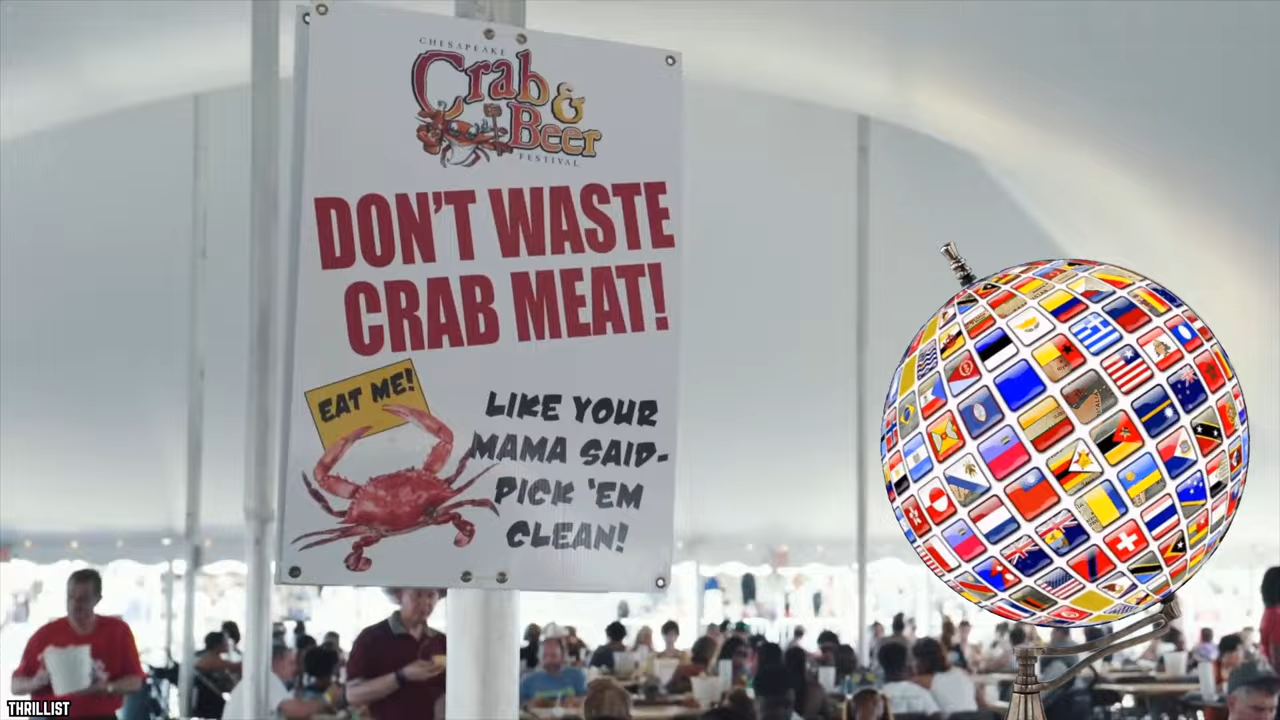 CHESAPEAKE
Crab &
Beer
FESTIVAL
DON'T WASTE
CRAB MEAT!
EAT ME!
LIKE YOUR
MAMA SAID-
PICK 'EM
CLEAN!
THRILLIST